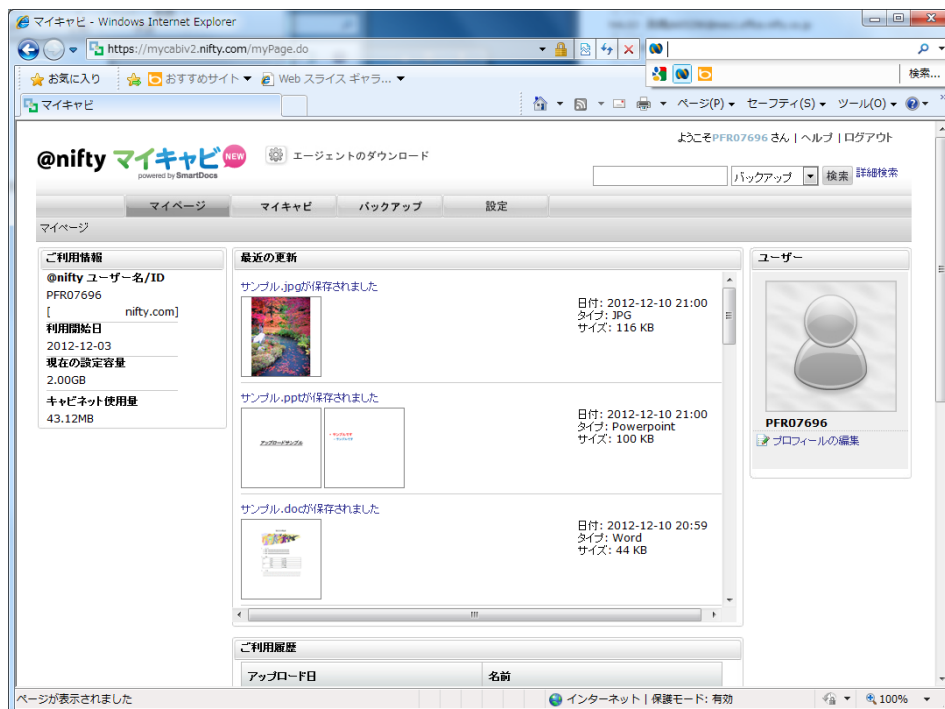 マイキャビ - Windows Internet Explorer
https://mycabiv2.nifty.com/myPage.do
お気に入り おすすめサイト Web スライス ギャラ...
検索...
マイキャビ
ページ(P) セーフティ(S) ツール(O)
ようこそPFR07696 さん | ヘルプ | ログアウト
@nifty マイキャビ NEW
powered by SmartDocs
エージェントのダウンロード
バックアップ 検索 詳細検索
マイページ マイキャビ バックアップ 設定
マイページ
ご利用情報
@nifty ユーザー名/ID
PFR07696
[ nifty.com]
利用開始日
2012-12-03
現在の設定容量
2.00GB
キャビネット使用量
43.12MB
最近の更新
サンプル.jpgが保存されました
日付: 2012-12-10 21:00
タイプ: JPG
サイズ: 116 KB
サンプル.pptが保存されました
アップロードサンプル
日付: 2012-12-10 21:00
タイプ: Powerpoint
サイズ: 100 KB
サンプル.docが保存されました
日付: 2012-12-10 20:59
タイプ: Word
サイズ: 44 KB
ユーザー
PFR07696
プロフィールの編集
ご利用履歴
アップロード日 名前
ページが表示されました
インターネット | 保護モード: 有効
100%